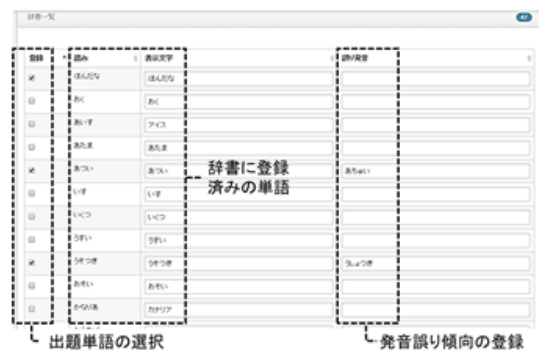 辞書一覧
登録 読み 表示文字 誤り発音
ほんだな ほんだな
おく おく
あいす アイス
あたま あたま
あつい あつい あちゅい
いす いす
いくつ いくつ
うすい うすい
うそつき うそつき うしょつき
おそい おそい
かなりあ カナリア
辞書に登録
済みの単語
出題単語の選択
発音誤り傾向の登録